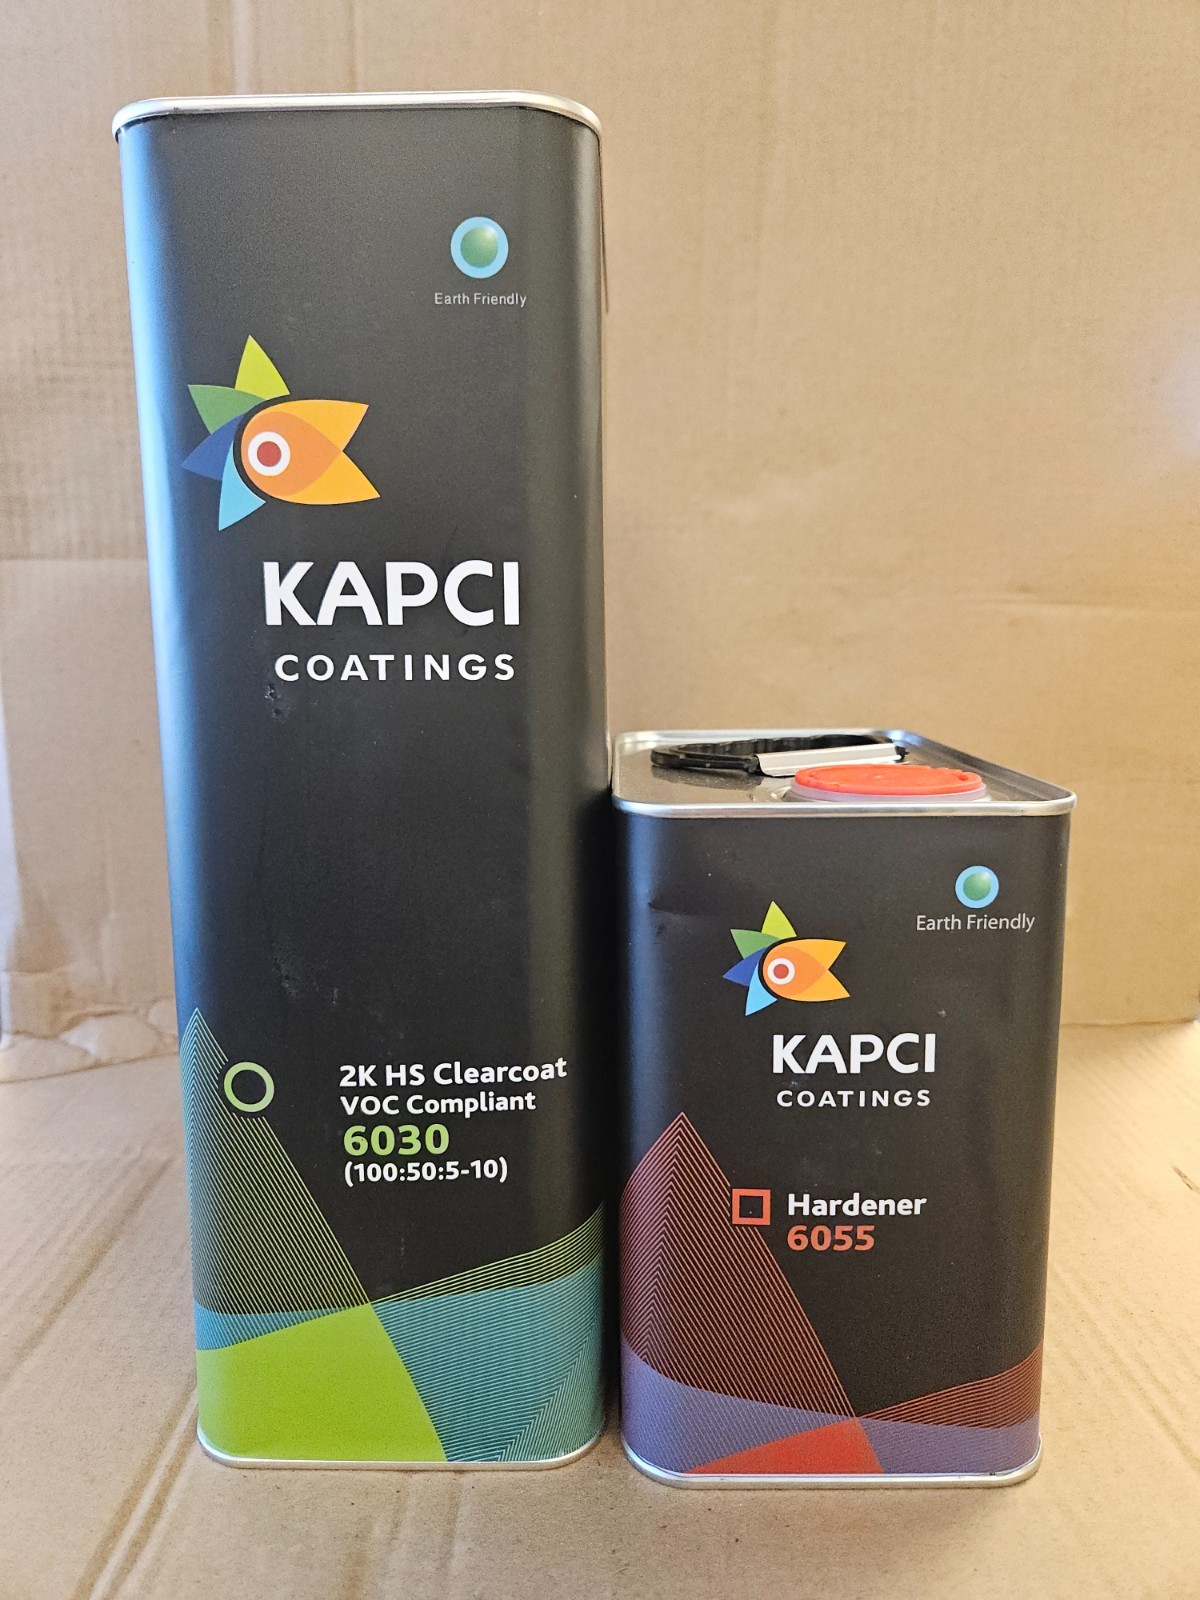 Earth Friendly
KAPCI
COATINGS
2K HS Clearcoat
VOC Compliant
6030
(100:50:5-10)
Earth Friendly
KAPCI
COATINGS
Hardener
6055